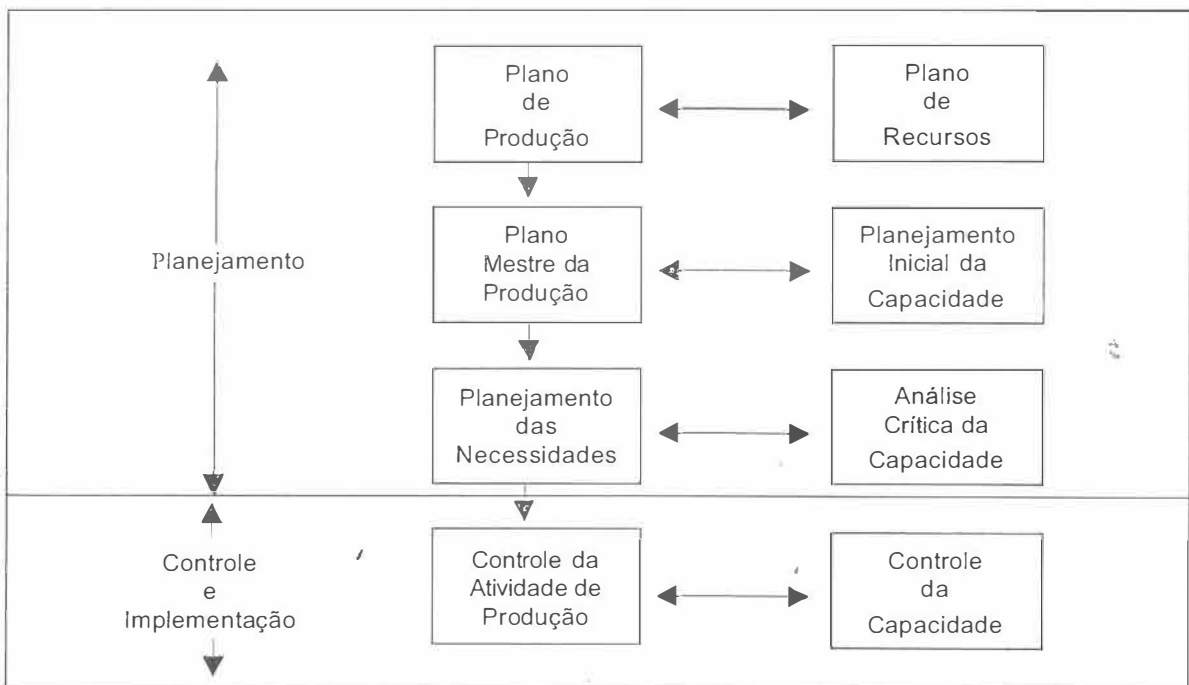 Plano
de
Produção
Plano
de
Recursos
Planejamento
Plano
Mestre da
Produção
Planejamento
Inicial da
Capacidade
Planejamento
das
Necessidades
Análise
Crítica da
Capacidade
Controle
e
Implementação
Controle da
Atividade de
Produção
Controle
da
Capacidade